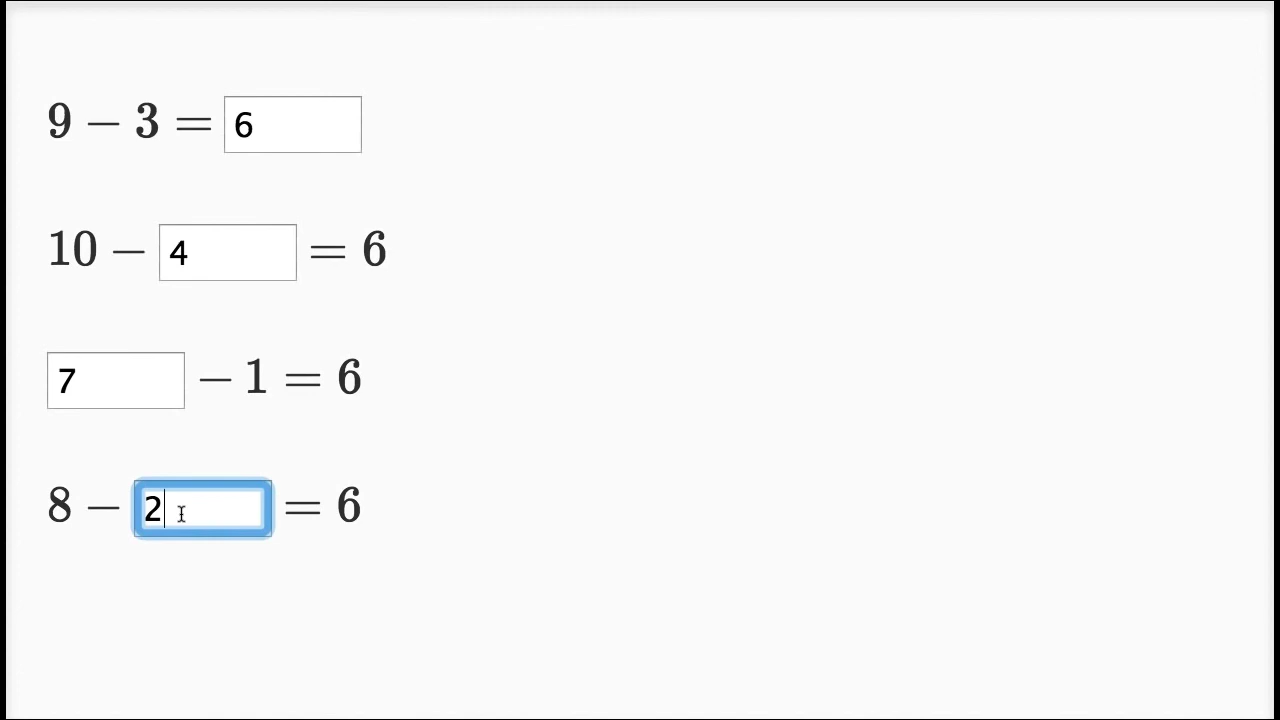 9 − 3 = 6
10 − 4 = 6
7 − 1 = 6
8 − 2 = 6